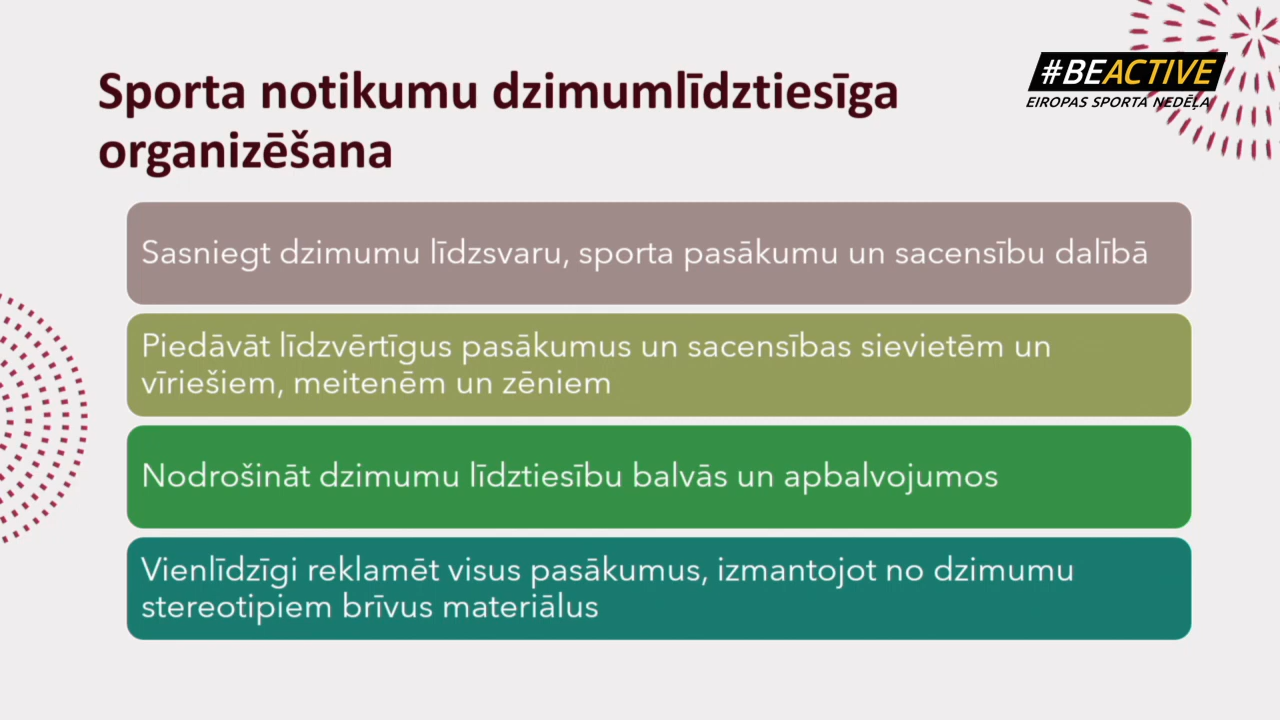 Sporta notikumu dzimumlīdztiesīga
organizēšana
#BEACTIVE
EIROPAS SPORTA NEDĒĻA
Sasniegt dzimumu līdzsvaru, sporta pasākumu un sacensību dalībā
Piedāvāt līdzvērtīgus pasākumus un sacensības sievietēm un
vīriešiem, meitenēm un zēniem
Nodrošināt dzimumu līdztiesību balvās un apbalvojumos
Vienlīdzīgi reklamēt visus pasākumus, izmantojot no dzimumu
stereotipiem brīvus materiālus